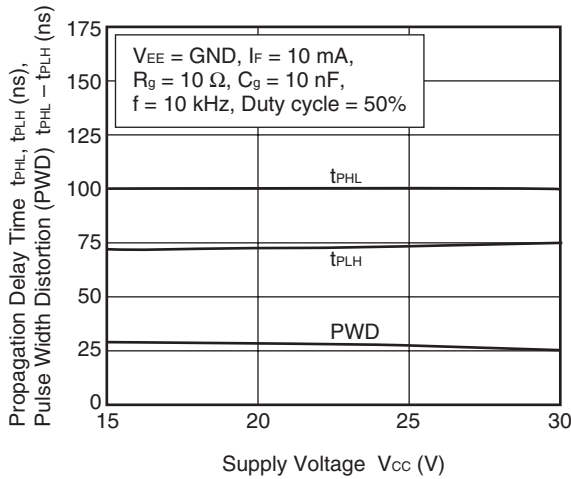 Propagation Delay Time tPHL, tPLH (ns),
Pulse Width Distortion (PWD) tPHL – tPLH (ns)
175
150
125
100
75
50
25
0
VEE = GND, IF = 10 mA,
Rg = 10 Ω, Cg = 10 nF,
f = 10 kHz, Duty cycle = 50%
tPHL
tPLH
PWD
15
20
25
30
Supply Voltage VCC (V)